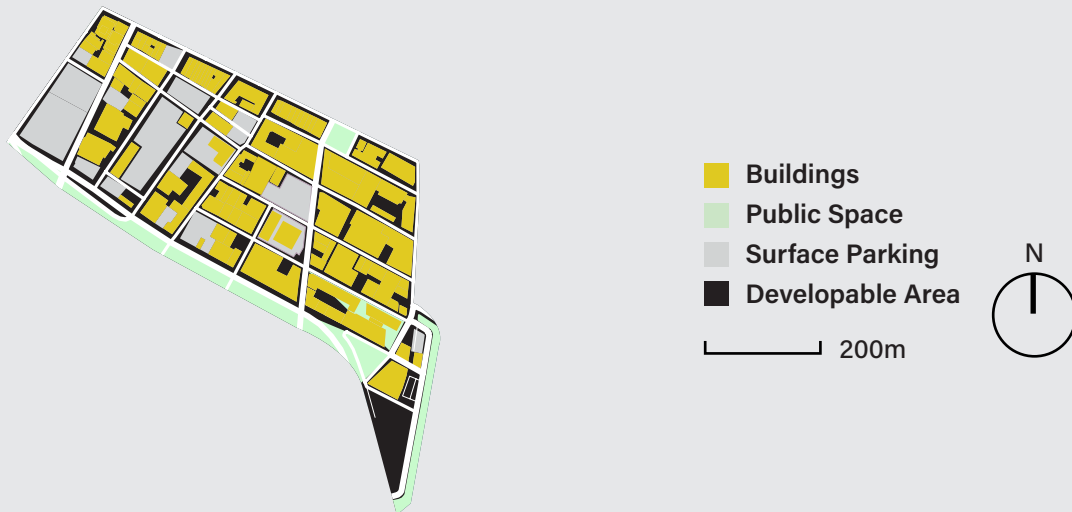 Buildings
Public Space
Surface Parking
Developable Area
200m
N